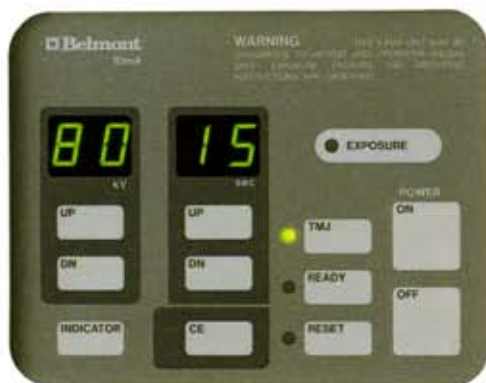 Belmont
10mA
WARNING
80
kV
15
sec
EXPOSURE
POWER
UP
DN
INDICATOR
UP
DN
CE
TMJ
READY
RESET
ON
OFF